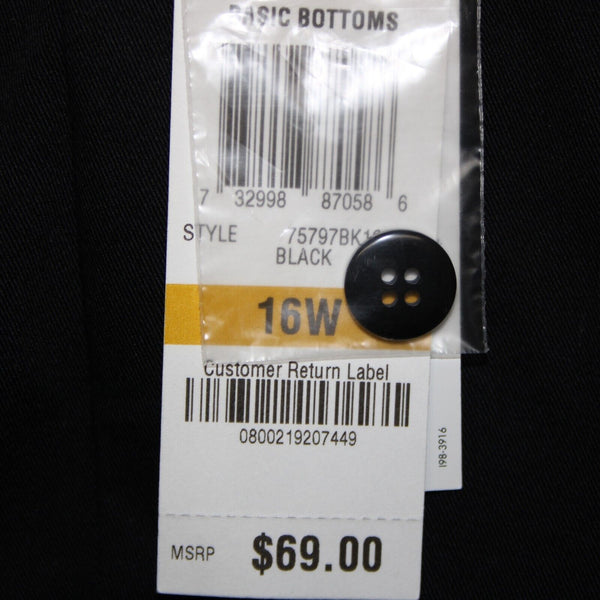 BASIC BOTTOMS
7 32998 87058 6
STYLE
BLACK
16W
Customer Return Label
0800219207449
I98-3916
MSRP $69.00